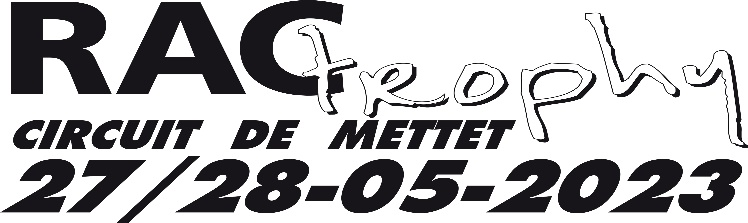 RAC trophy
CIRCUIT DE METTET
27/28-05-2023